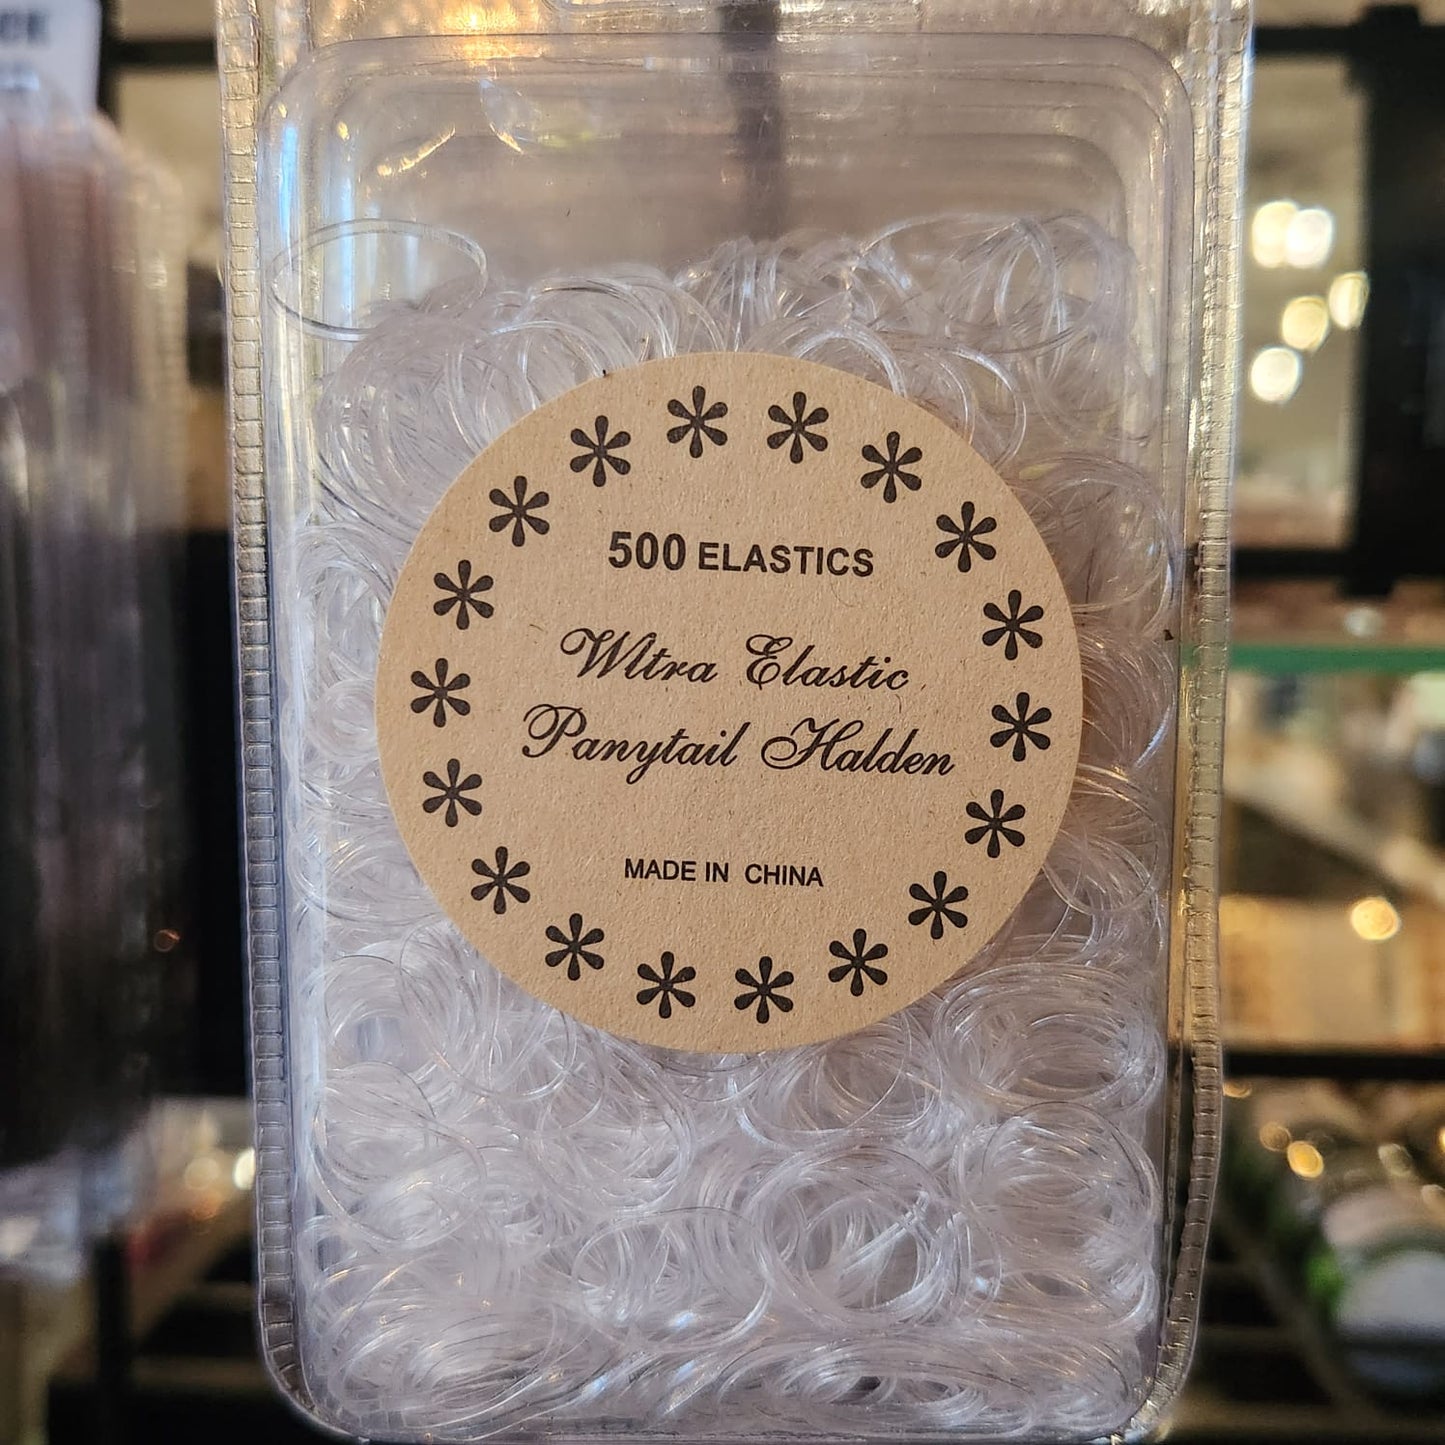 500 ELASTICS
Wltra Elastic
Panytail Halden
MADE IN CHINA